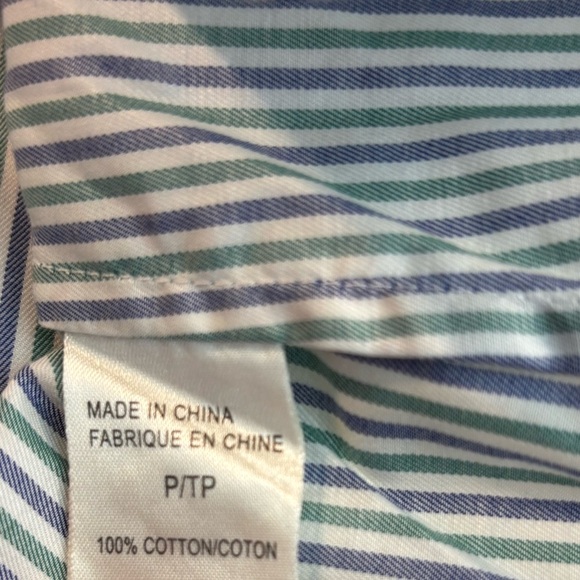 MADE IN CHINA
FABRIQUE EN CHINE
P/TP
100% COTTON/COTON